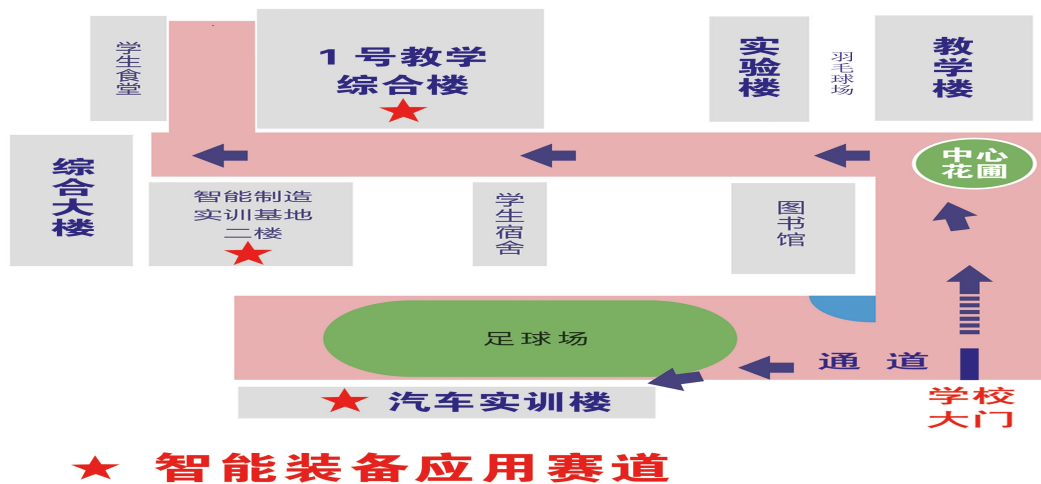 学生食堂
1号教学
综合楼
实验楼
羽毛球场
教学楼
综合大楼
中心
花圃
智能制造
实训基地
二楼
学生宿舍
图书馆
足球场
通道
汽车实训楼
学校
大门
智能装备应用赛道